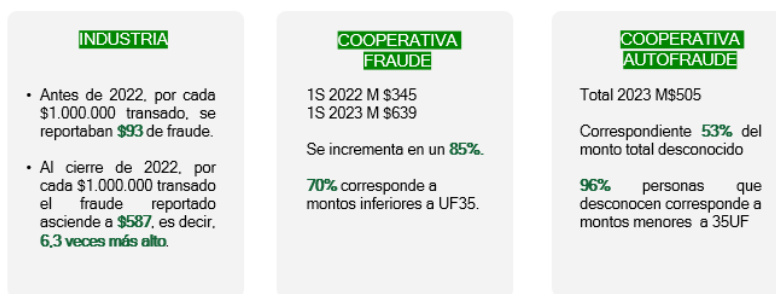 INDUSTRIA
• Antes de 2022, por cada
$1.000.000 transado, se
reportaban $93 de fraude.
• Al cierre de 2022, por
cada $1.000.000 transado
el fraude reportado
asciende a $587, es decir,
6,3 veces más alto.
COOPERATIVA
FRAUDE
1S 2022 M $345
1S 2023 M $639
Se incrementa en un 85%.
70% corresponde a
montos inferiores a UF35.
COOPERATIVA
AUTOFRAUDE
Total 2023 M$505
Correspondiente 53% del
monto total desconocido
96% personas que
desconocen corresponde a
montos menores a 35UF